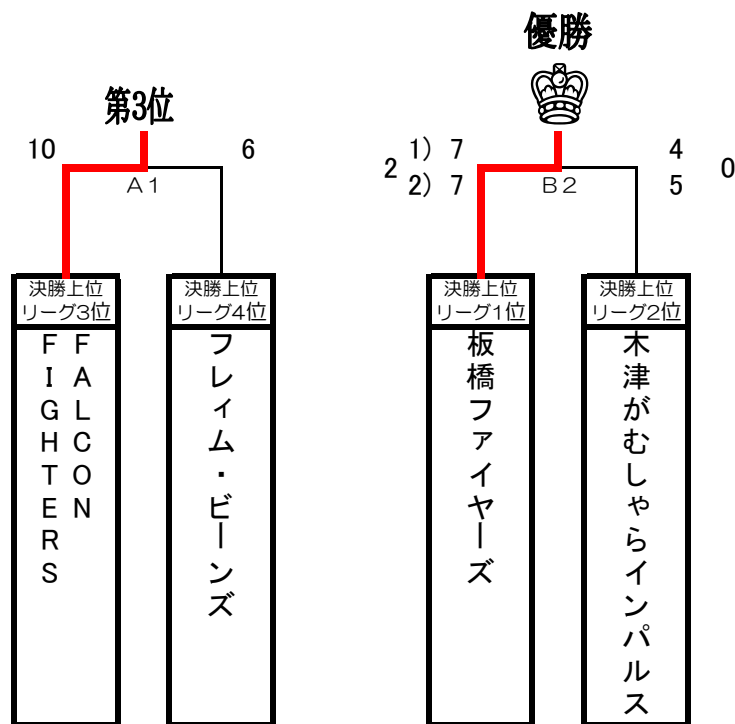 優勝
第3位
10
6
A1
2
1) 7
2) 7
4
5
0
B2
決勝上位
リーグ3位
決勝上位
リーグ4位
決勝上位
リーグ1位
決勝上位
リーグ2位
FALCON
FIGHTERS
フレイム・ビーンズ
板橋ファイヤーズ
木津がむしゃらインパルス